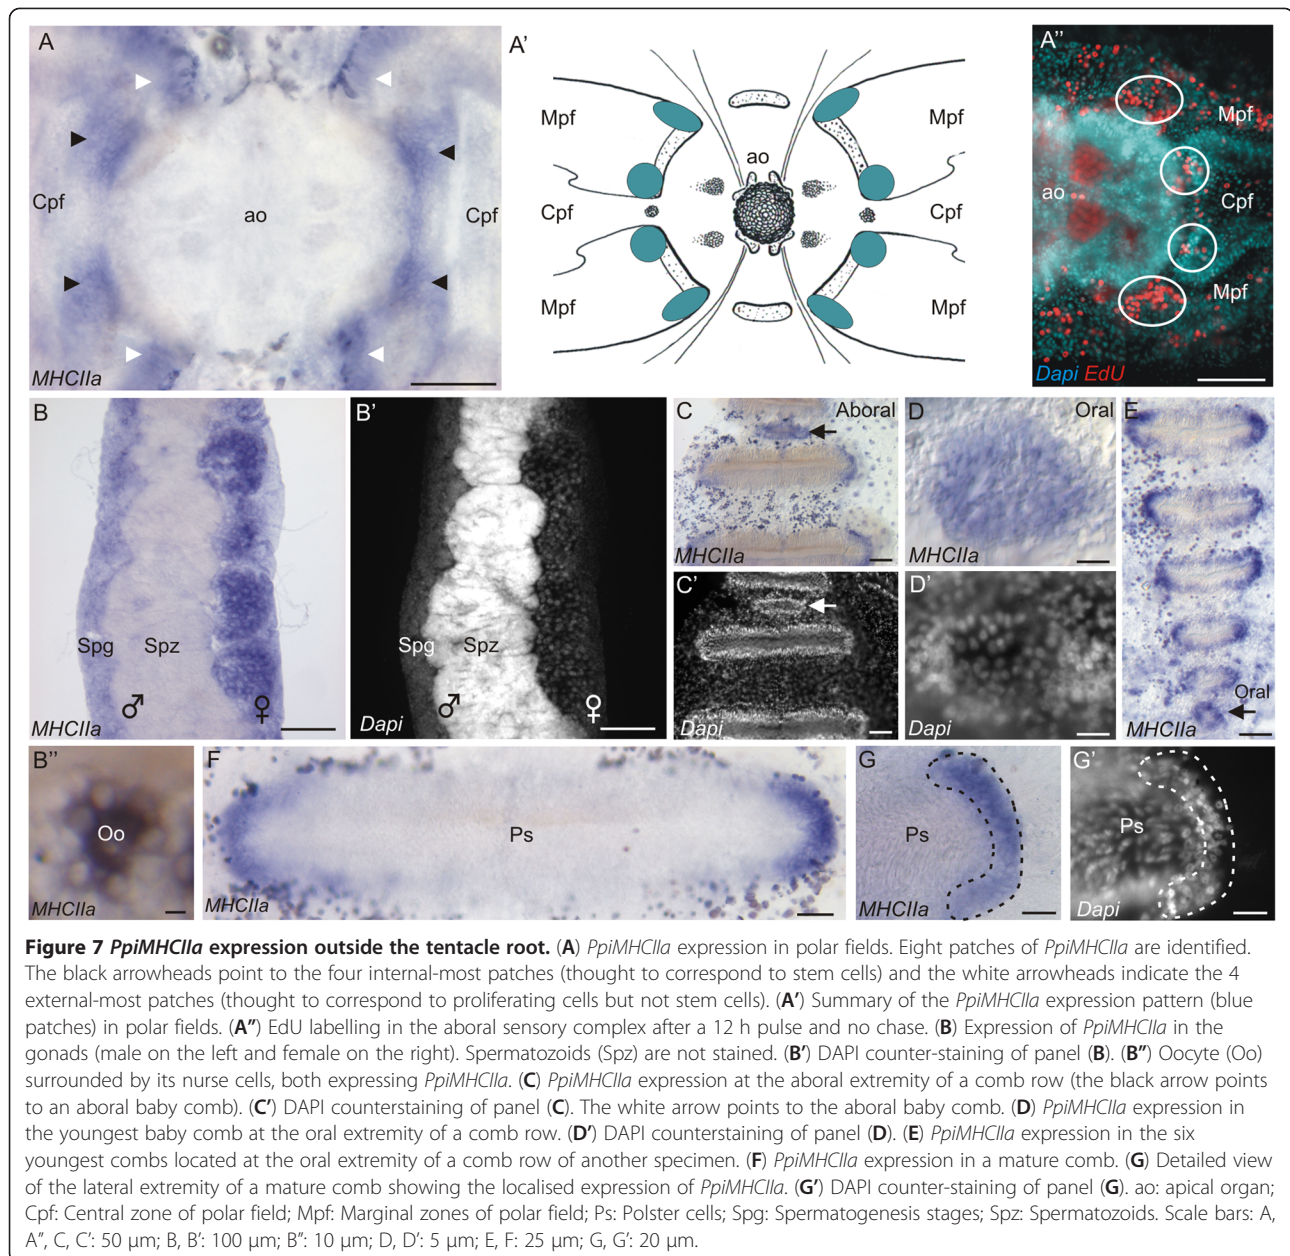 A
Cpf
ao
Cpf
MHCIIa
A'
Mpf
Mpf
ao
Cpf
Cpf
Mpf
Mpf
A''
Mpf
ao
Cpf
Mpf
Dapi EdU
B
Spg
Spz
♂
♀
MHCIIa
B'
Spg
Spz
♂
♀
Dapi
C
Aboral
MHCIIa
D
Oral
MHCIIa
E
Oral
MHCIIa
C'
Dapi
D'
Dapi
B''
Oo
MHCIIa
F
Ps
MHCIIa
G
Ps
MHCIIa
G'
Ps
Dapi
Figure 7 PpiMHCIIa expression outside the tentacle root. (A) PpiMHCIIa expression in polar fields. Eight patches of PpiMHCIIa are identified.
The black arrowheads point to the four internal-most patches (thought to correspond to stem cells) and the white arrowheads indicate the 4
external-most patches (thought to correspond to proliferating cells but not stem cells). (A') Summary of the PpiMHCIIa expression pattern (blue
patches) in polar fields. (A'') EdU labelling in the aboral sensory complex after a 12 h pulse and no chase. (B) Expression of PpiMHCIIa in the
gonads (male on the left and female on the right). Spermatozoids (Spz) are not stained. (B') DAPI counter-staining of panel (B). (B'') Oocyte (Oo)
surrounded by its nurse cells, both expressing PpiMHCIIa. (C) PpiMHCIIa expression at the aboral extremity of a comb row (the black arrow points
to an aboral baby comb). (C') DAPI counterstaining of panel (C). The white arrow points to the aboral baby comb. (D) PpiMHCIIa expression in
the youngest baby comb at the oral extremity of a comb row. (D') DAPI counterstaining of panel (D). (E) PpiMHCIIa expression in the six
youngest combs located at the oral extremity of a comb row of another specimen. (F) PpiMHCIIa expression in a mature comb. (G) Detailed view
of the lateral extremity of a mature comb showing the localised expression of PpiMHCIIa. (G') DAPI counter-staining of panel (G). ao: apical organ;
Cpf: Central zone of polar field; Mpf: Marginal zones of polar field; Ps: Polster cells; Spg: Spermatogenesis stages; Spz: Spermatozoids. Scale bars: A,
A'', C, C': 50 μm; B, B': 100 μm; B'': 10 μm; D, D': 5 μm; E, F: 25 μm; G, G': 20 μm.